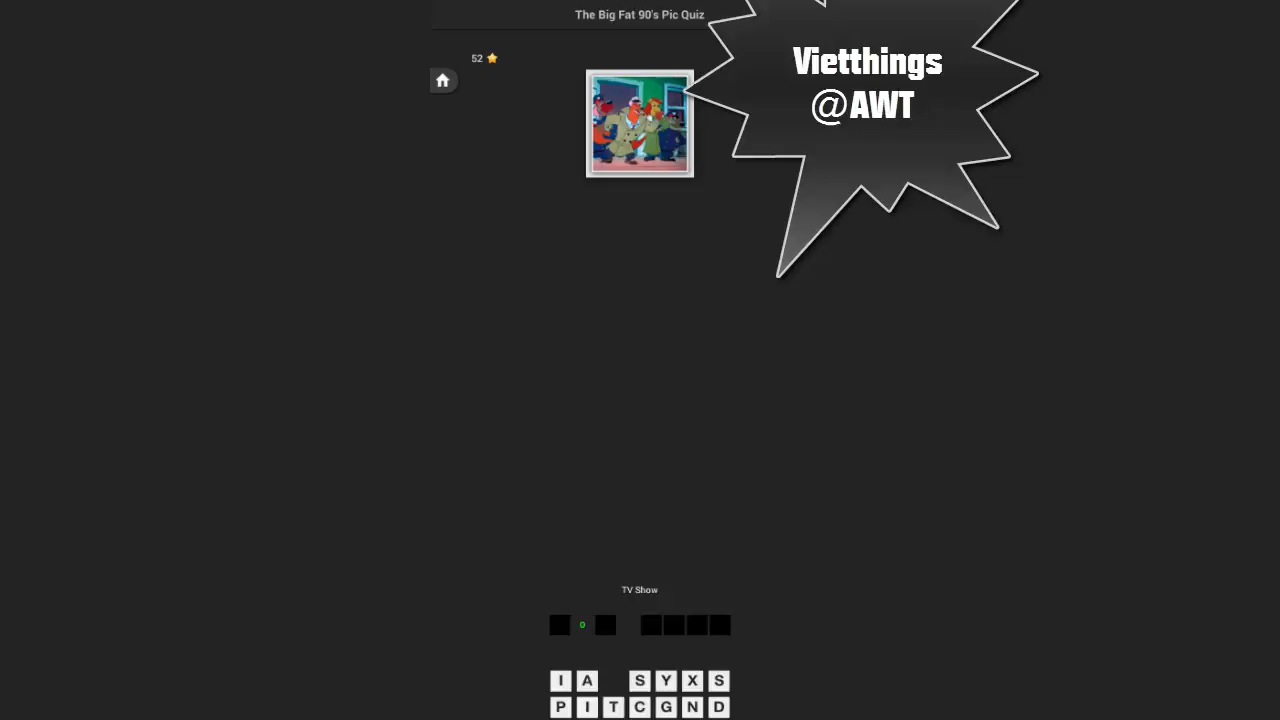 The Big Fat 90's Pic Quiz
52
Vietthings
@AWT
TV Show
O
I A S Y X S
P I T C G N D